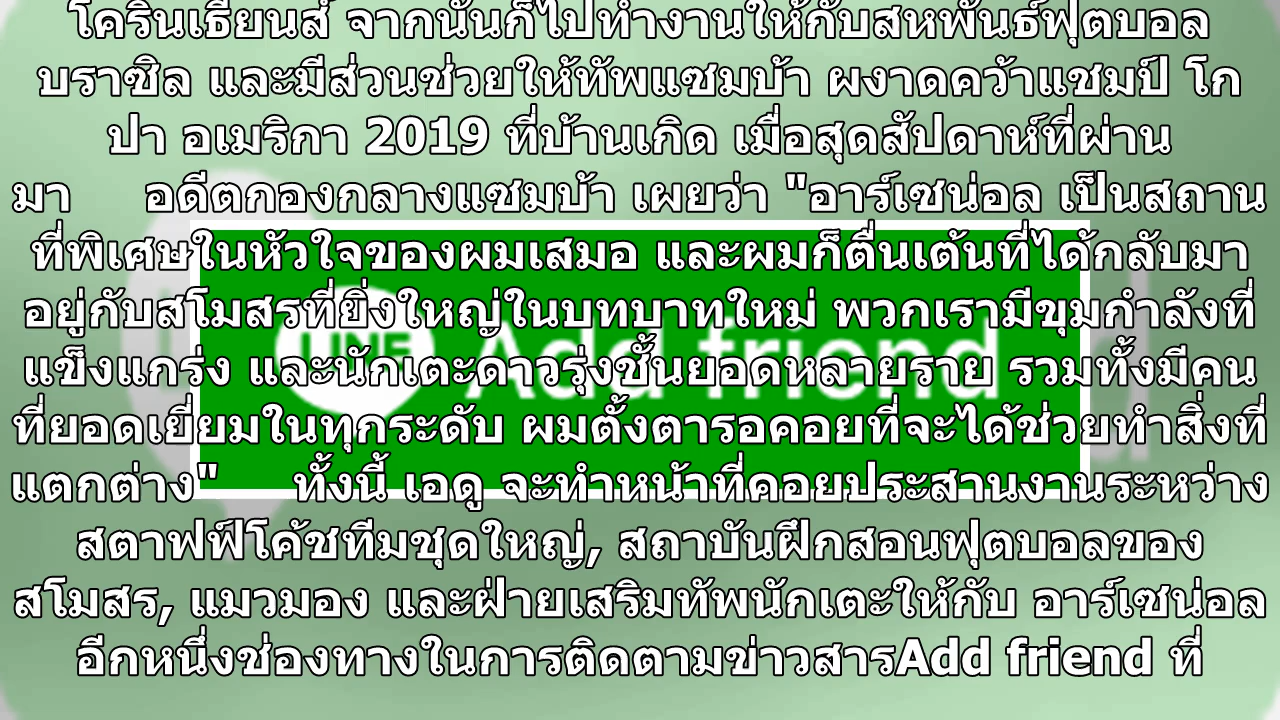 โครินเธียนส์ จากนั้นก็ไปทำงานให้กับสหพันธ์ฟุตบอล
บราซิล และมีส่วนช่วยให้ทัพแซมบ้า ผงาดคว้าแชมป์ โก
ปา อเมริกา 2019 ที่บ้านเกิด เมื่อสุดสัปดาห์ที่ผ่าน
มา อดีตกองกลางแซมบ้า เผยว่า "อาร์เซน่อล เป็นสถาน
ที่พิเศษในหัวใจของผมเสมอ และผมก็ตื่นเต้นที่ได้กลับมา
อยู่กับสโมสรที่ยิ่งใหญ่ในบทบาทใหม่ พวกเรามีขุมกำลังที่
แข็งแกร่ง และนักเตะดาวรุ่งชั้นยอดหลายราย รวมทั้งมีคน
ที่ยอดเยี่ยมในทุกระดับ ผมตั้งตารอคอยที่จะได้ช่วยทำสิ่งที่
แตกต่าง" ทั้งนี้ เอดู จะทำหน้าที่คอยประสานงานระหว่าง
สตาฟฟ์โค้ชทีมชุดใหญ่, สถาบันฝึกสอนฟุตบอลของ
สโมสร, แมวมอง และฝ่ายเสริมทัพนักเตะให้กับ อาร์เซน่อล
อีกหนึ่งช่องทางในการติดตามข่าวสารAdd friend ที่
LINE Add friend